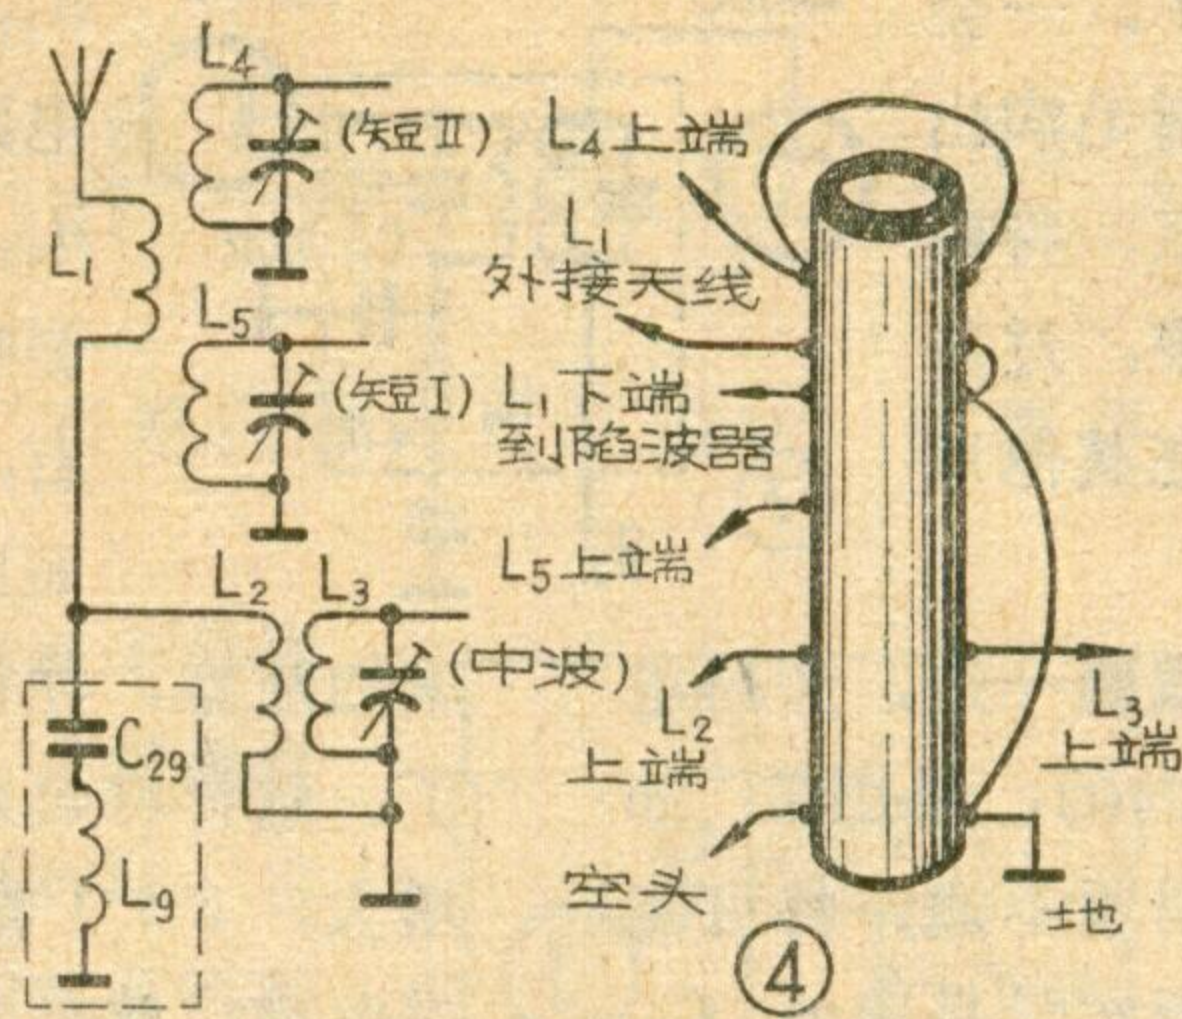 L₄
(短Ⅱ)
L₁
L₅
(短Ⅰ)
L₂
L₃
(中波)
C₂₉
L₉
L₄上端
L₁
外接天线
L₁下端
到陷波器
L₅上端
L₂
上端
空头
L₃
上端
地
④